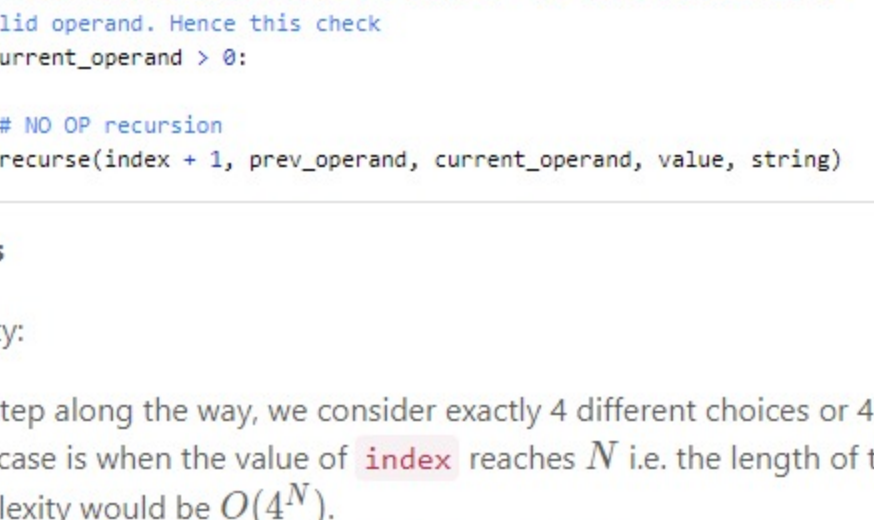 lid operand. Hence this check
urrent_operand > 0:
# NO OP recursion
recurse(index + 1, prev_operand, current_operand, value, string)
s
ty:
tep along the way, we consider exactly 4 different choices or 4
case is when the value of index reaches N i.e. the length of t
lexity would be O(4^N).